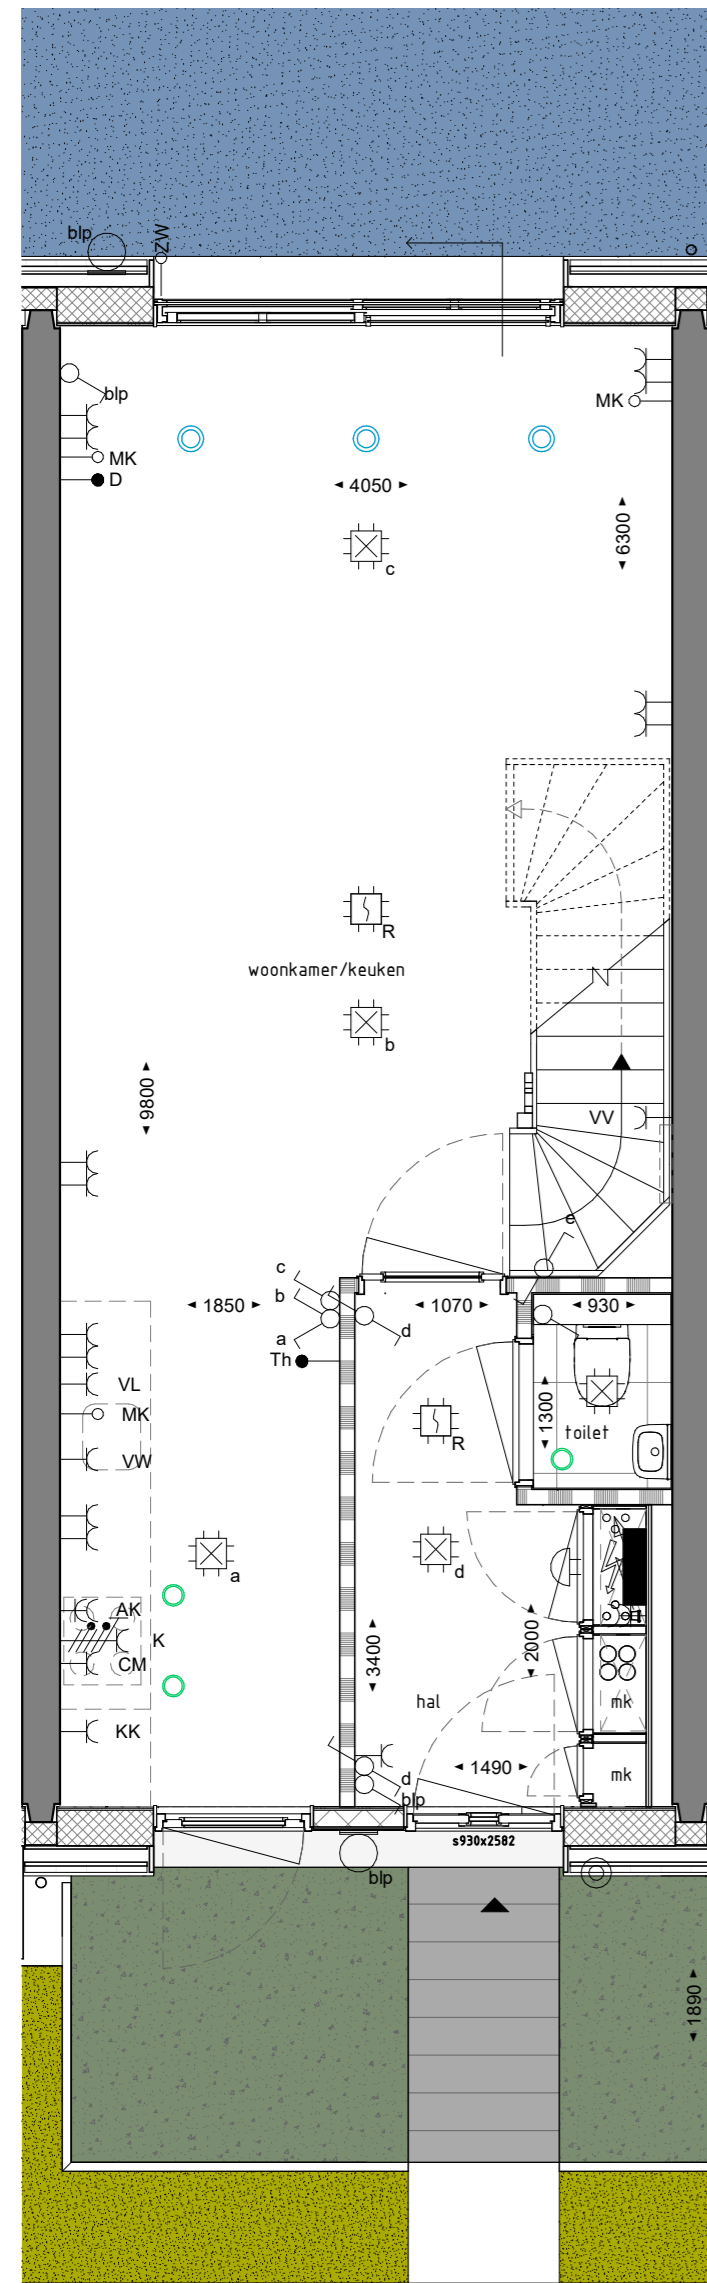 blp
ZW
blp
MK
D
MK
4050
6300
c
R
woonkamer/keuken
b
9800
VV
e
c
b
a
d
1850
1070
930
Th
VL
MK
VW
1300
toilet
R
a
d
AK
K
CM
KK
3400
2000
hal
mk
1490
mk
d
blp
s930x2582
blp
1890